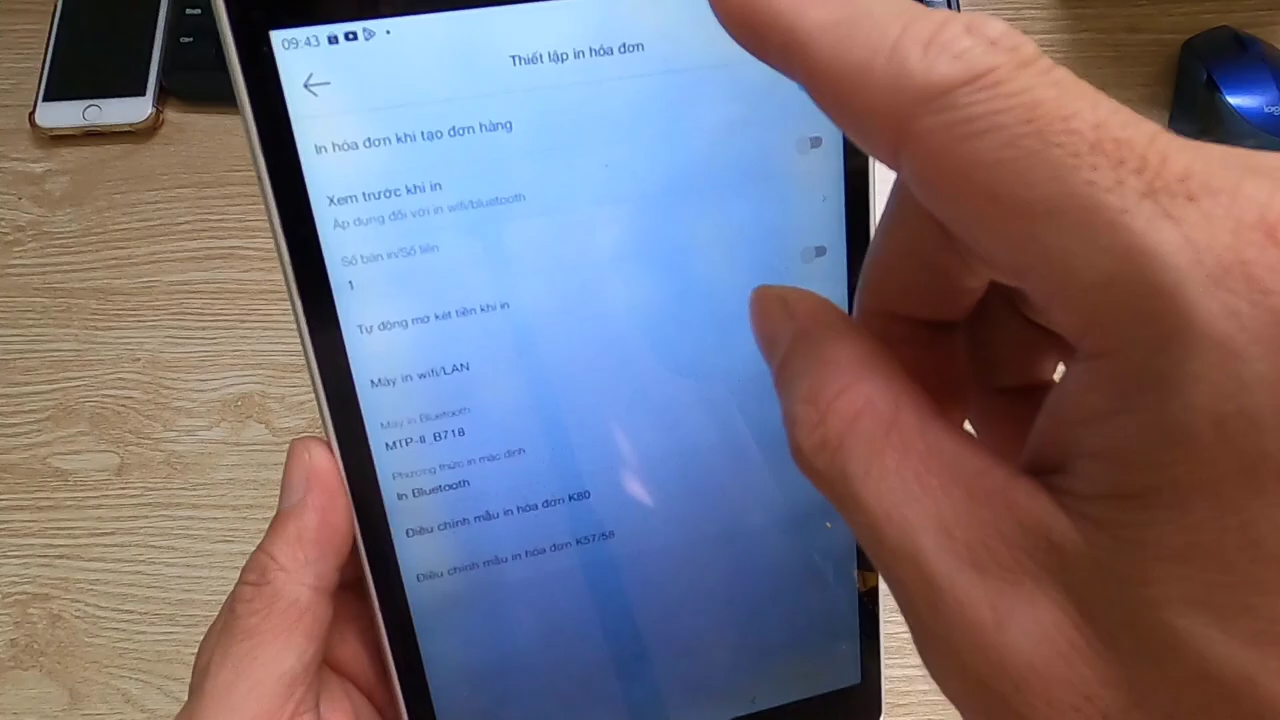 09:43
Thiết lập in hóa đơn
In hóa đơn khi tạo đơn hàng
Xem trước khi in
Áp dụng đối với in wifi/bluetooth
Số bản in/Số liên
1
Tự động mở két tiền khi in
Máy in wifi/LAN
Máy in Bluetooth
MTP-II_B718
Phương thức in mặc định
In Bluetooth
Điều chỉnh mẫu in hóa đơn K80
Điều chỉnh mẫu in hóa đơn K57/58